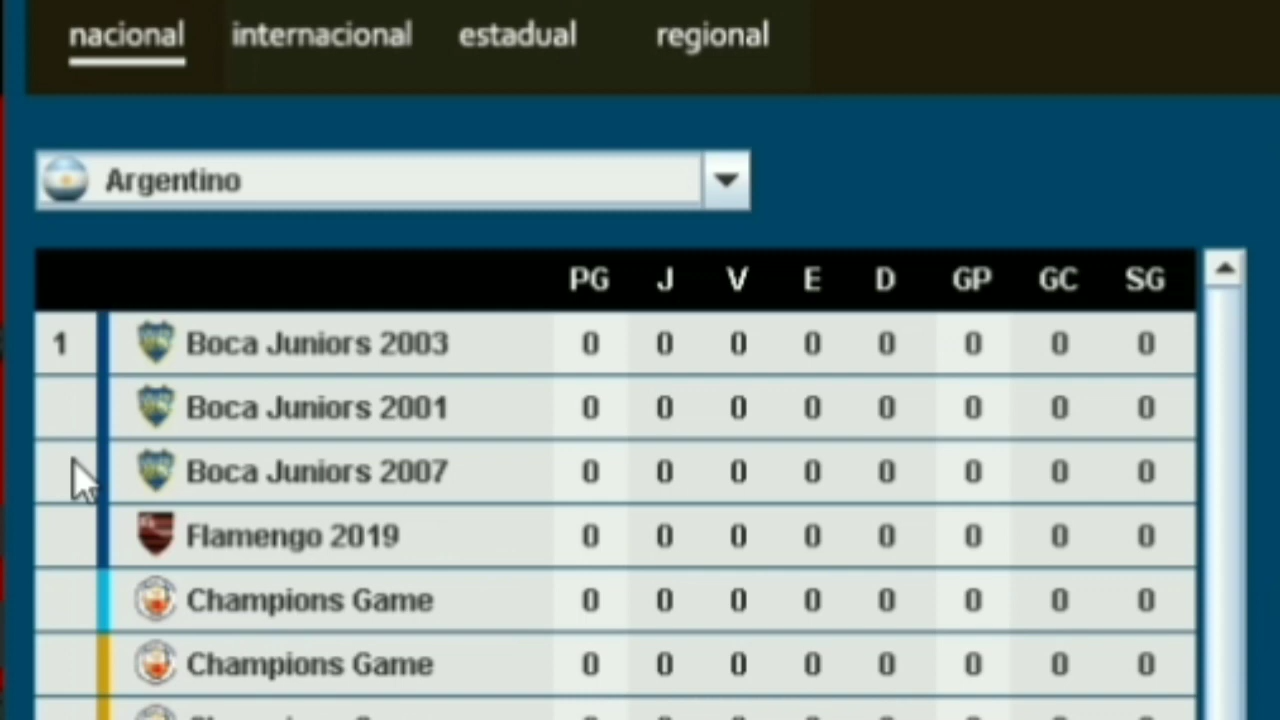 nacional internacional estadual regional
Argentino
PG J V E D GP GC SG
1 Boca Juniors 2003 0 0 0 0 0 0 0 0
Boca Juniors 2001 0 0 0 0 0 0 0 0
Boca Juniors 2007 0 0 0 0 0 0 0 0
Flamengo 2019 0 0 0 0 0 0 0 0
Champions Game 0 0 0 0 0 0 0 0
Champions Game 0 0 0 0 0 0 0 0